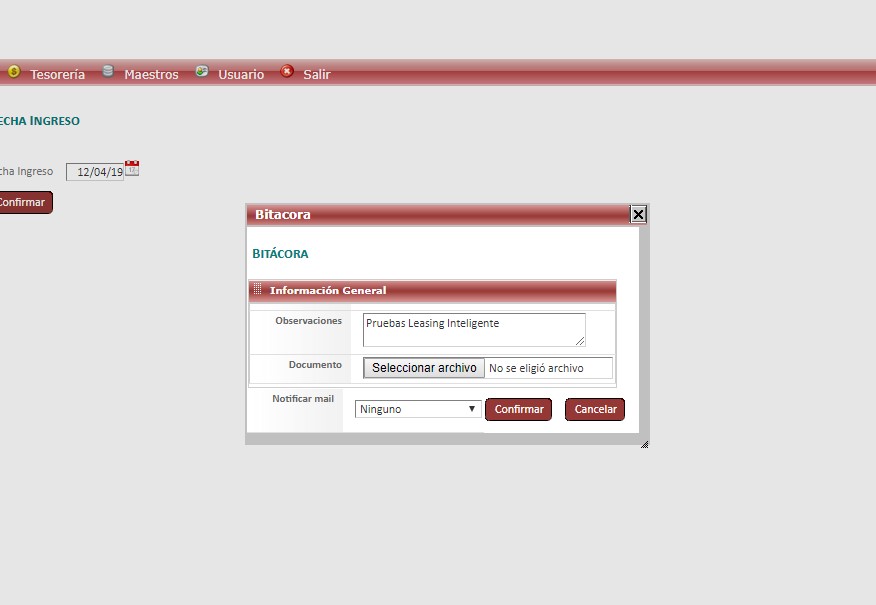 Tesorería Maestros Usuario Salir
ECHA INGRESO
cha Ingreso 12/04/19
Confirmar
Bitacora
BITÁCORA
Información General
Observaciones Pruebas Leasing Inteligente
Documento Seleccionar archivo No se eligió archivo
Notificar mail Ninguno Confirmar Cancelar